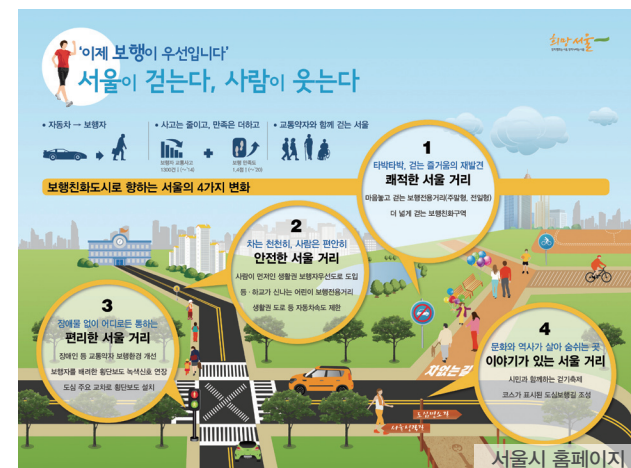 '이제 보행이 우선입니다'
서울이 걷는다, 사람이 웃는다
희망서울
• 자동차 → 보행자
• 사고는 줄이고, 만족은 더하고
• 교통약자와 함께 걷는 서울
보행자 교통사고
보행 만족도
보행친화도시로 향하는 서울의 4가지 변화
1
타박타박, 걷는 즐거움의 재발견
쾌적한 서울 거리
마음놓고 걷는 보행전용거리(주말형, 전일형)
더 넓게 걷는 보행친화구역
2
차는 천천히, 사람은 편안히
안전한 서울 거리
사람이 먼저인 생활권 보행자우선도로 도입
등·하교가 신나는 어린이 보행전용거리
생활권 도로 등 자동차속도 제한
3
장애물 없이 어디로든 통하는
편리한 서울 거리
장애인 등 교통약자 보행환경 개선
보행자를 배려한 횡단보도 녹색신호 연장
도심 주요 교차로 횡단보도 설치
4
문화와 역사가 살아 숨쉬는 곳
이야기가 있는 서울 거리
시민과 함께하는 걷기축제
코스가 표시된 도심보행길 조성
차없는길
서울시 홈페이지